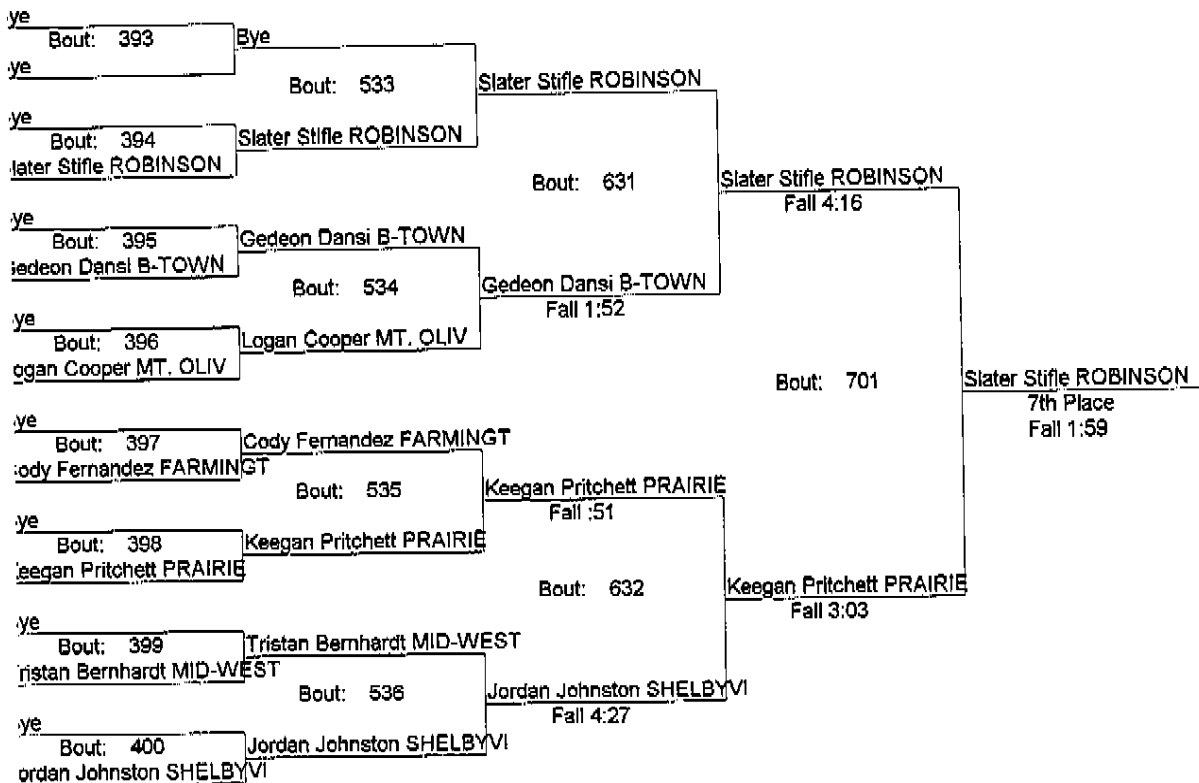 ye
Bout: 393
Bye
ye
Bout: 533
Slater Stifle ROBINSON
ye
Bout: 394
Slater Stifle ROBINSON
later Stifle ROBINSON
Bout: 631
Slater Stifle ROBINSON
Fall 4:16
ye
Bout: 395
Gedeon Dansi B-TOWN
edeon Dansi B-TOWN
Bout: 534
Gedeon Dansi B-TOWN
Fall 1:52
ye
Bout: 396
Logan Cooper MT. OLIV
ogan Cooper MT. OLIV
Bout: 701
Slater Stifle ROBINSON
7th Place
Fall 1:59
ye
Bout: 397
Cody Fernandez FARMINGT
ody Fernandez FARMINGT
Bout: 535
Keegan Pritchett PRAIRIE
Fall :51
ye
Bout: 398
Keegan Pritchett PRAIRIE
eegan Pritchett PRAIRIE
Bout: 632
Keegan Pritchett PRAIRIE
Fall 3:03
ye
Bout: 399
Tristan Bernhardt MID-WEST
ristan Bernhardt MID-WEST
Bout: 536
Jordan Johnston SHELBYVI
Fall 4:27
ye
Bout: 400
Jordan Johnston SHELBYVI
ordan Johnston SHELBYVI